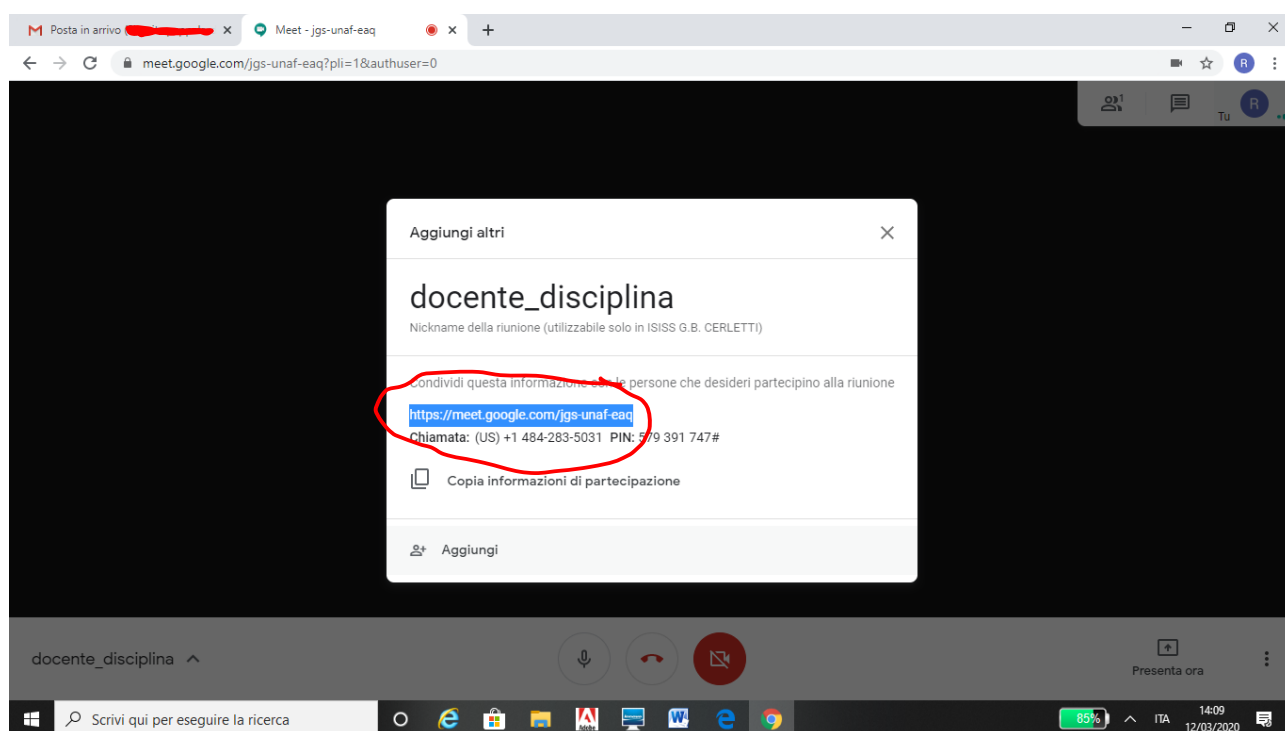 Posta in arrivo
Meet - jgs-unaf-eaq
meet.google.com/jgs-unaf-eaq?pli=1&authuser=0
R
1
Tu
R
Aggiungi altri
docente_disciplina
Nickname della riunione (utilizzabile solo in ISISS G.B. CERLETTI)
Condividi questa informazione con le persone che desideri partecipino alla riunione
https://meet.google.com/jgs-unaf-eaq
Chiamata: (US) +1 484-283-5031 PIN: 579 391 747#
Copia informazioni di partecipazione
Aggiungi
docente_disciplina
Presenta ora
Scrivi qui per eseguire la ricerca
Adobe
W
85%
ITA
14:09
12/03/2020